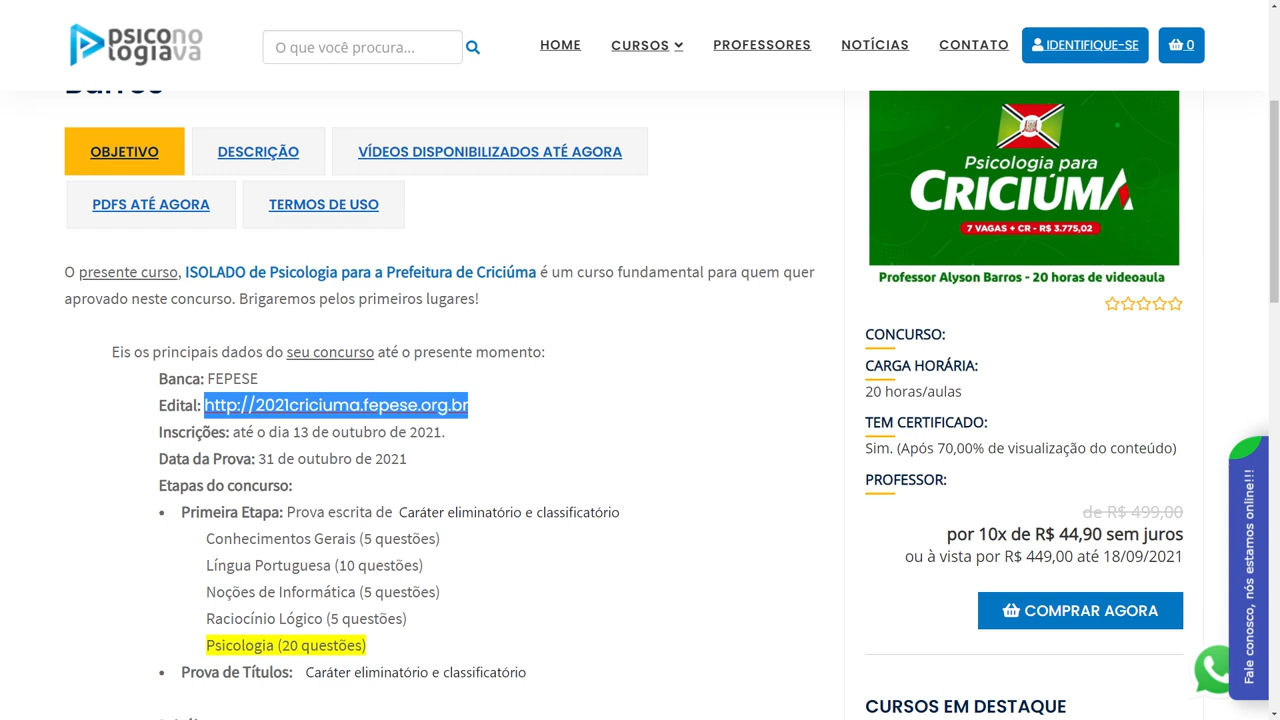 psicono
logiava
O que você procura...
HOME
CURSOS
PROFESSORES
NOTÍCIAS
CONTATO
IDENTIFIQUE-SE
0
Barros
OBJETIVO
DESCRIÇÃO
VÍDEOS DISPONIBILIZADOS ATÉ AGORA
PDFS ATÉ AGORA
TERMOS DE USO
O presente curso, ISOLADO de Psicologia para a Prefeitura de Criciúma é um curso fundamental para quem quer
aprovado neste concurso. Brigaremos pelos primeiros lugares!
Eis os principais dados do seu concurso até o presente momento:
Banca: FEPESE
Edital: http://2021criciuma.fepese.org.br
Inscrições: até o dia 13 de outubro de 2021.
Data da Prova: 31 de outubro de 2021
Etapas do concurso:
• Primeira Etapa: Prova escrita de Caráter eliminatório e classificatório
Conhecimentos Gerais (5 questões)
Língua Portuguesa (10 questões)
Noções de Informática (5 questões)
Raciocínio Lógico (5 questões)
Psicologia (20 questões)
• Prova de Títulos: Caráter eliminatório e classificatório
Psicologia para
CRICIÚMA
7 VAGAS + CR - R$ 3.775,02
Professor Alyson Barros - 20 horas de videoaula
CONCURSO:
CARGA HORÁRIA:
20 horas/aulas
TEM CERTIFICADO:
Sim. (Após 70,00% de visualização do conteúdo)
PROFESSOR:
de R$ 499,00
por 10x de R$ 44,90 sem juros
ou à vista por R$ 449,00 até 18/09/2021
COMPRAR AGORA
CURSOS EM DESTAQUE
Fale conosco, nós estamos online!!!